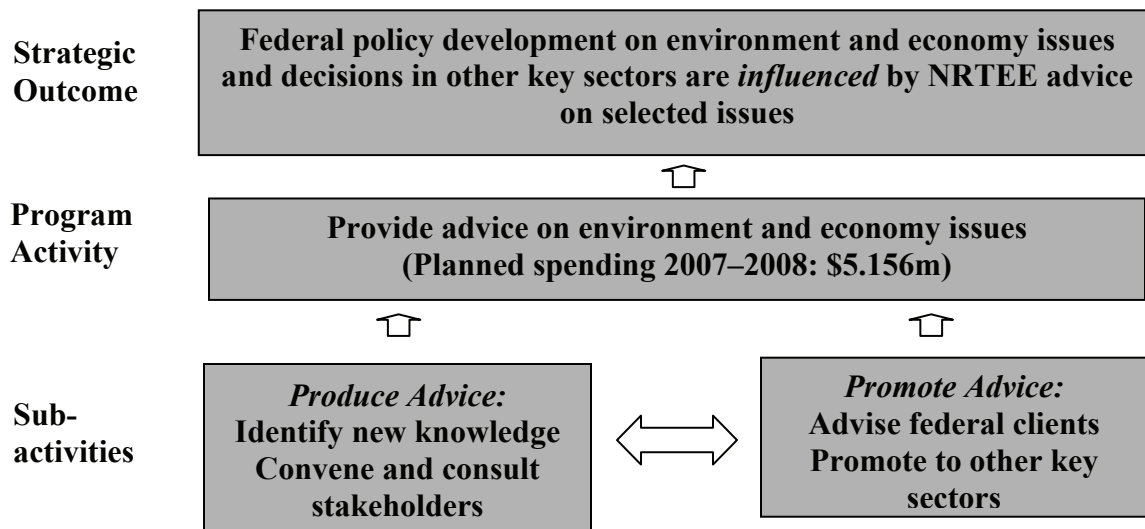 Strategic
Outcome
Federal policy development on environment and economy issues
and decisions in other key sectors are influenced by NRTEE advice
on selected issues
Program
Activity
Provide advice on environment and economy issues
(Planned spending 2007–2008: $5.156m)
Sub-
activities
Produce Advice:
Identify new knowledge
Convene and consult
stakeholders
Promote Advice:
Advise federal clients
Promote to other key
sectors